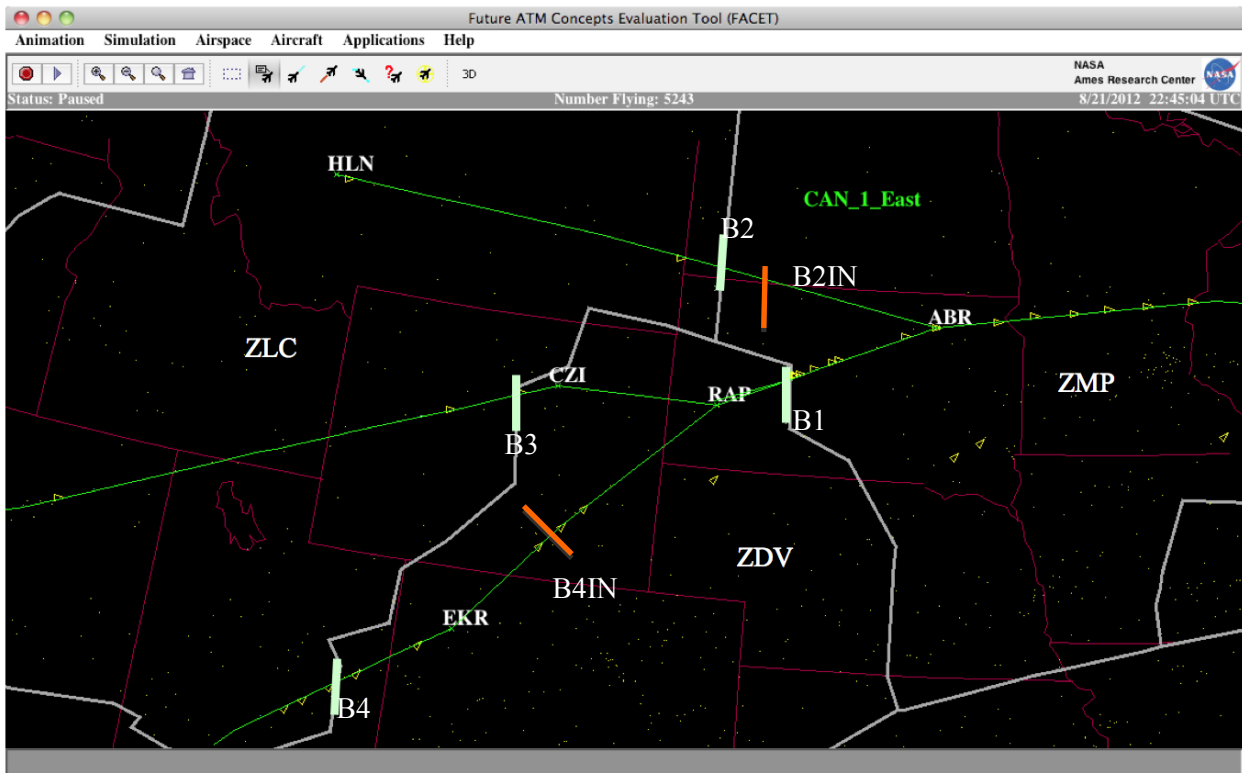 Future ATM Concepts Evaluation Tool (FACET)
Animation Simulation Airspace Aircraft Applications Help
3D
NASA
Ames Research Center
NASA
Status: Paused
Number Flying: 5243
8/21/2012 22:45:04 UTC
HLN
CAN_1_East
B2
B2IN
ABR
ZLC
CZI
RAP
ZMP
B3
B1
ZDV
B4IN
EKR
B4